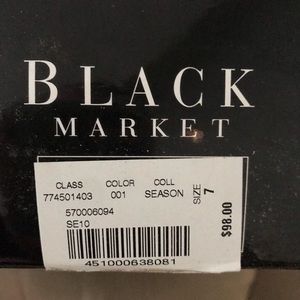 BLACK
MARKET
CLASS COLOR COLL
774501403 001 SEASON
570006094
SE10
SIZE 7
$98.00
451000638081